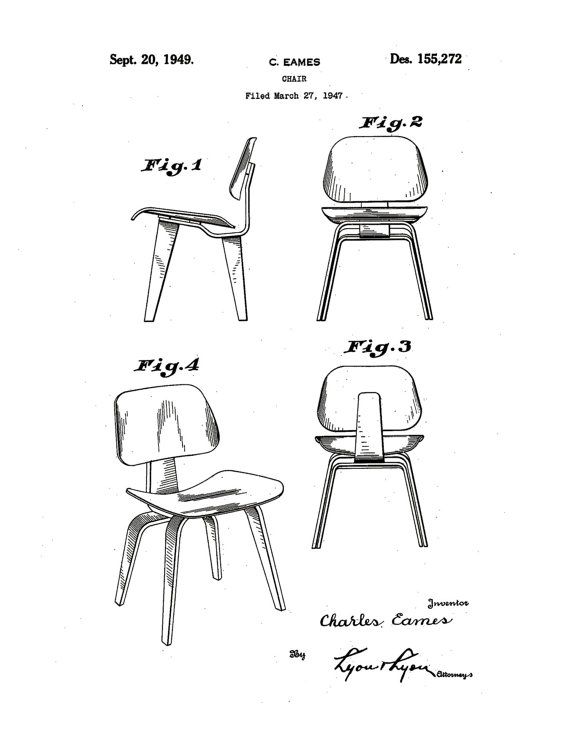 Sept. 20, 1949.
C. EAMES
Des. 155,272
CHAIR
Filed March 27, 1947.
Fig. 1
Fig. 2
Fig. 4
Fig. 3
Inventor
Charles Eames
By
Lyon & Lyon
Attorneys